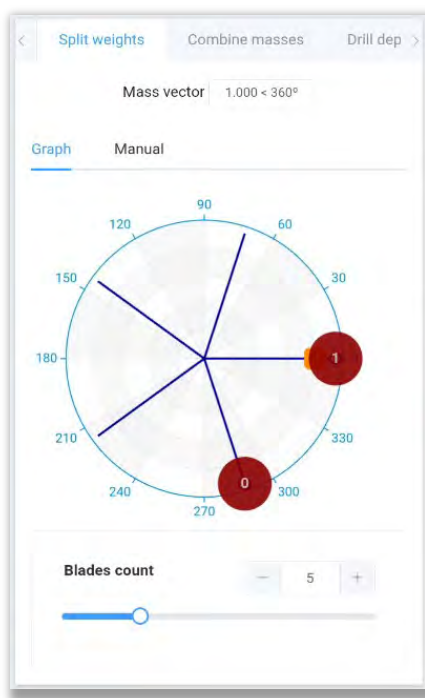 Split weights Combine masses Drill dep
Mass vector 1.000 < 360º
Graph Manual
90
120 60
150 30
1
180
210 330
0
240 300
270
Blades count 5